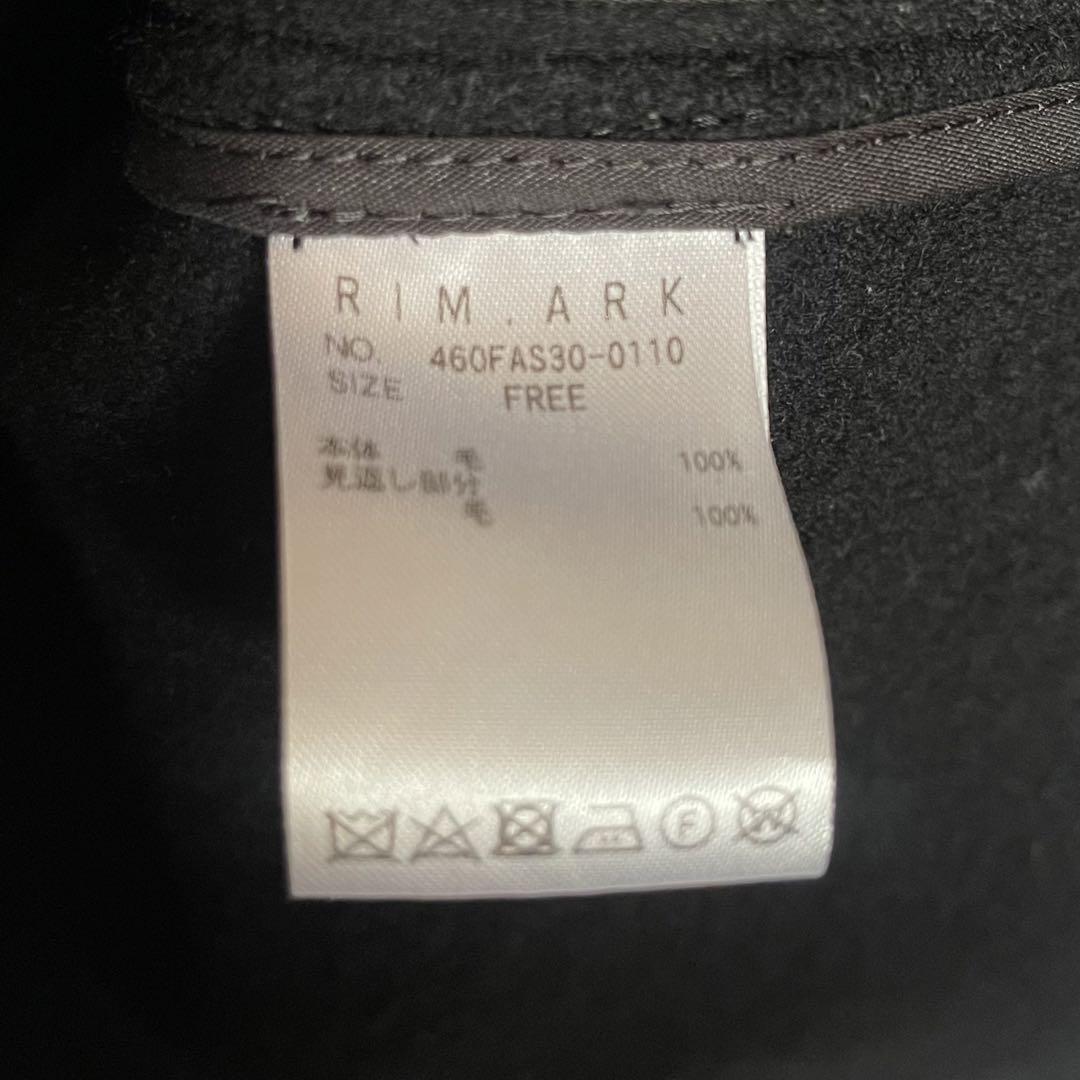 RIM.ARK
NO. 460FAS30-0110
SIZE FREE
本体 毛 100%
見返し部分
毛 100%
F
W